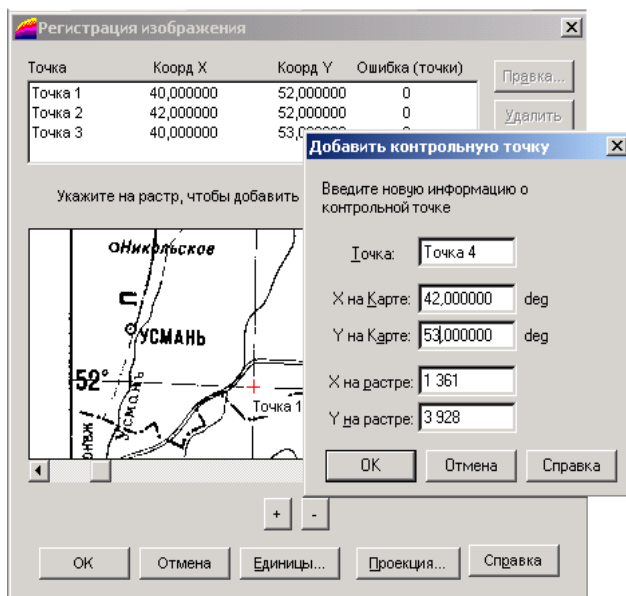 Регистрация изображения
Точка Коорд X Коорд Y Ошибка (точки)
Точка 1 40,000000 52,000000 0
Точка 2 42,000000 52,000000 0
Точка 3 40,000000 53,0
Правка...
Удалить
Укажите на растр, чтобы добавить
Никольское
П
УСМАНЬ
52°
Усмань
Точка 1
Добавить контрольную точку
Введите новую информацию о
контрольной точке
Точка: Точка 4
X на Карте: 42,000000 deg
Y на Карте: 53,000000 deg
X на растре: 1 361
Y на растре: 3 928
OK Отмена Справка
+ -
OK Отмена Единицы... Проекция... Справка